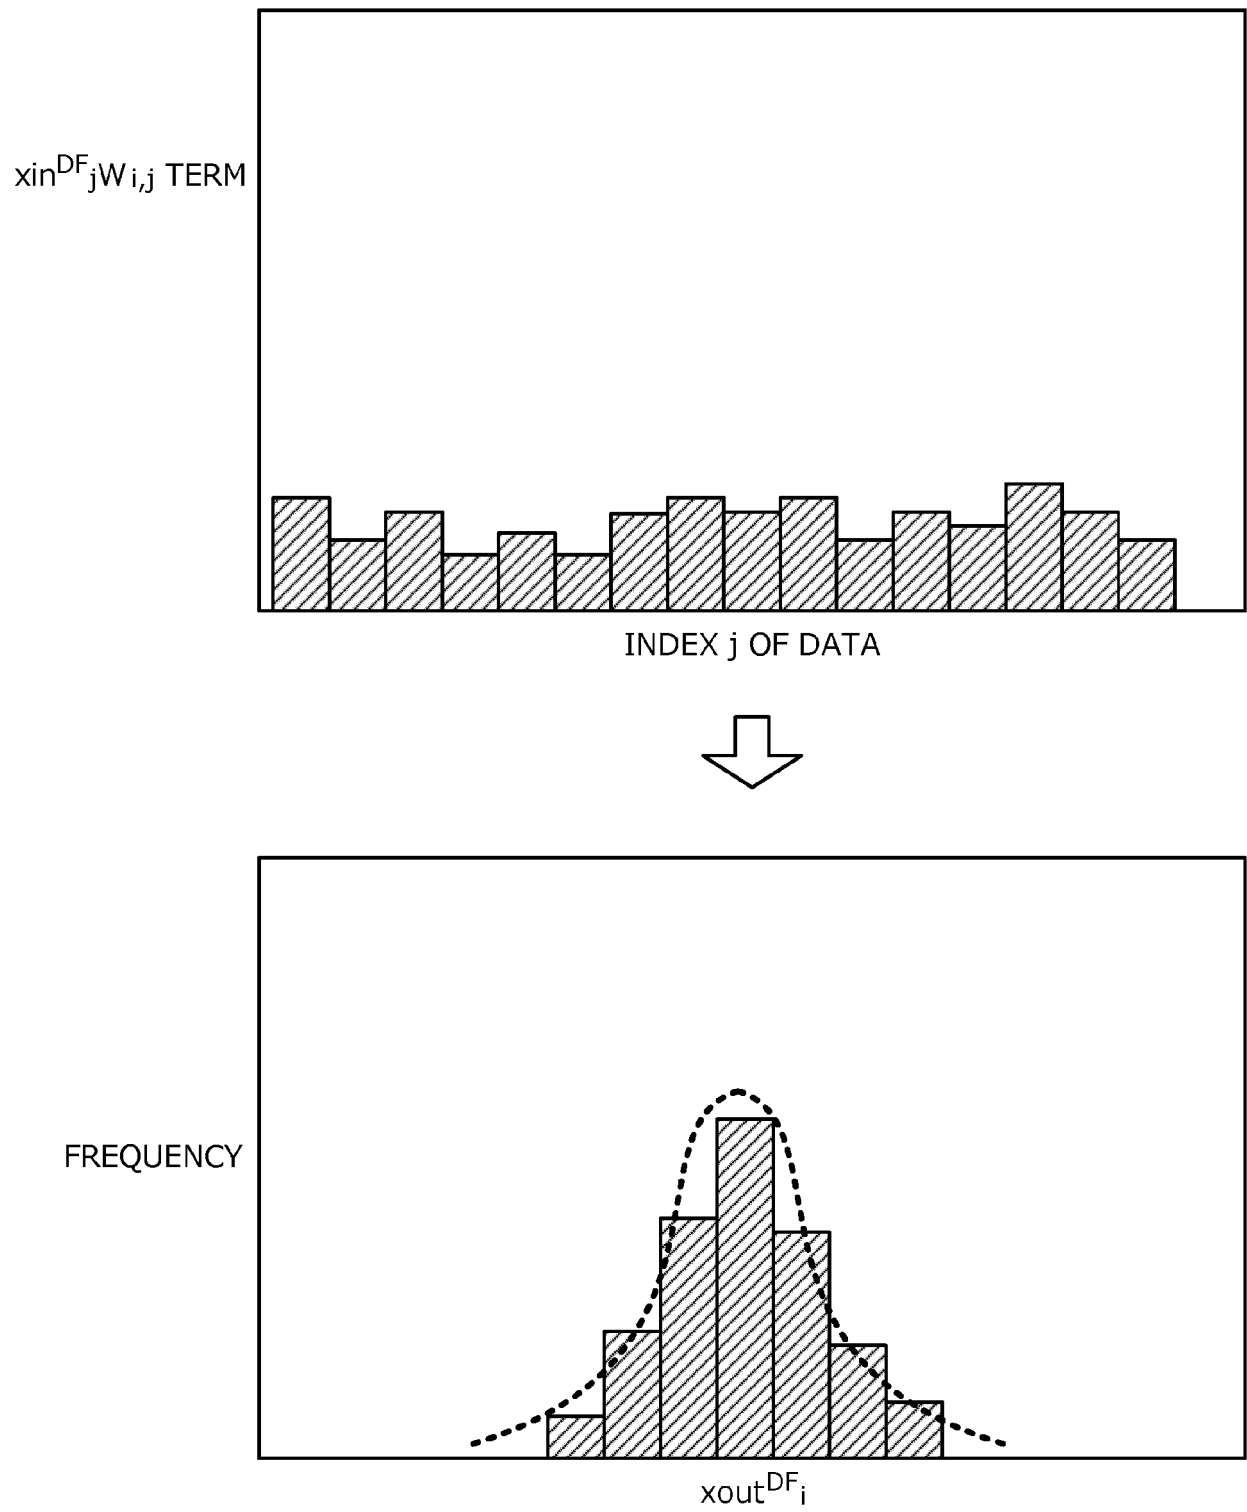 xin^DF_jW_i,j TERM
INDEX j OF DATA
FREQUENCY
xout^DF_i